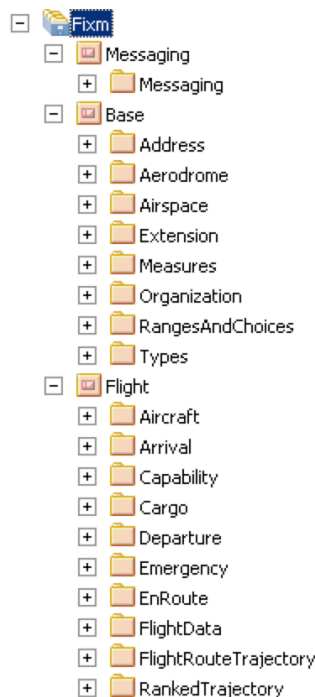 Fixm
Messaging
Messaging
Base
Address
Aerodrome
Airspace
Extension
Measures
Organization
RangesAndChoices
Types
Flight
Aircraft
Arrival
Capability
Cargo
Departure
Emergency
EnRoute
FlightData
FlightRouteTrajectory
RankedTrajectory